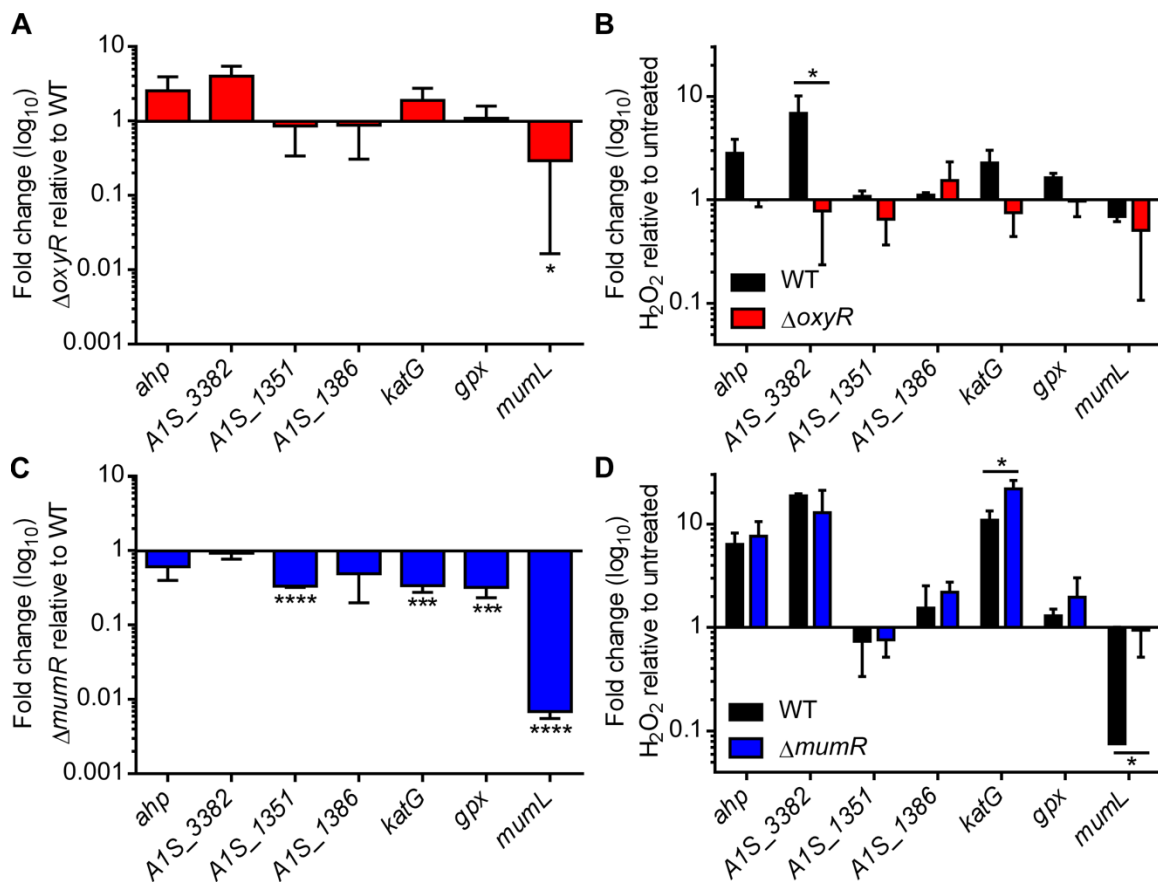 A
Fold change (log10)
ΔoxyR relative to WT
10
1
0.1
0.01
0.001
*
ahp
A1S_3382
A1S_1351
A1S_1386
katG
gpx
mumL
B
Fold change (log10)
H2O2 relative to untreated
10
1
0.1
*
WT
ΔoxyR
ahp
A1S_3382
A1S_1351
A1S_1386
katG
gpx
mumL
C
Fold change (log10)
ΔmumR relative to WT
10
1
0.1
0.01
0.001
****
***
***
****
ahp
A1S_3382
A1S_1351
A1S_1386
katG
gpx
mumL
D
Fold change (log10)
H2O2 relative to untreated
10
1
0.1
*
*
WT
ΔmumR
ahp
A1S_3382
A1S_1351
A1S_1386
katG
gpx
mumL